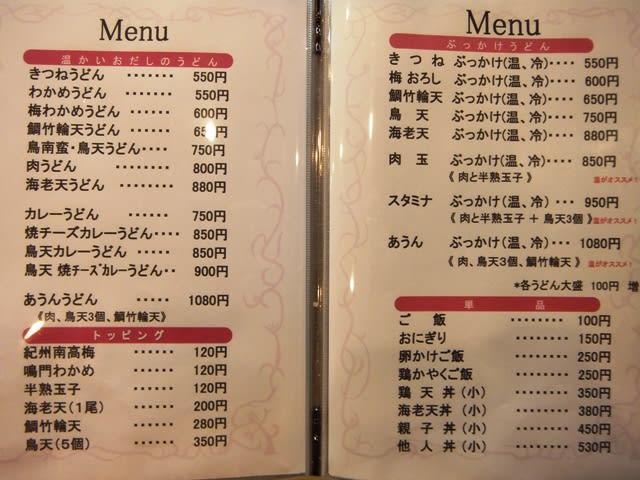 Menu
温かいおだしのうどん
きつねうどん ······· 550円
わかめうどん ······· 550円
梅わかめうどん ······ 600円
鯛竹輪天うどん ····· 650円
鳥南蛮・鳥天うどん···· 750円
肉うどん ······· 800円
海老天うどん ······ 880円
カレーうどん ······ 750円
焼チーズカレーうどん···· 850円
鳥天カレーうどん ····· 850円
鳥天 焼チーズカレーうどん·· 900円
あうんうどん ····· 1080円
(肉、鳥天3個、鯛竹輪天)
トッピング
紀州南高梅 ······ 120円
鳴門わかめ ······ 120円
半熟玉子 ······ 120円
海老天(1尾) ······ 200円
鯛竹輪天 ······ 280円
鳥天(5個) ······ 350円
Menu
ぶっかけうどん
きつね ぶっかけ(温、冷)···· 550円
梅おろし ぶっかけ(温、冷)···· 600円
鯛竹輪天 ぶっかけ(温、冷)···· 650円
鳥天 ぶっかけ(温、冷)···· 750円
海老天 ぶっかけ(温、冷)···· 880円
肉玉 ぶっかけ(温、冷)···· 850円
《 肉と半熟玉子 》 温がオススメ!
スタミナ ぶっかけ(温、冷)··· 950円
《 肉と半熟玉子 + 鳥天3個 》温がオススメ!
あうん ぶっかけ(温、冷)··· 1080円
《 肉、鳥天3個、鯛竹輪天 》 温がオススメ!
*各うどん大盛 100円 増
単品
ご飯 ········ 100円
おにぎり ········ 150円
卵かけご飯 ········ 250円
鶏かやくご飯 ········ 250円
鶏天丼(小) ········ 350円
海老天丼(小) ········ 380円
親子丼(小) ········ 450円
他人丼(小) ········ 530円